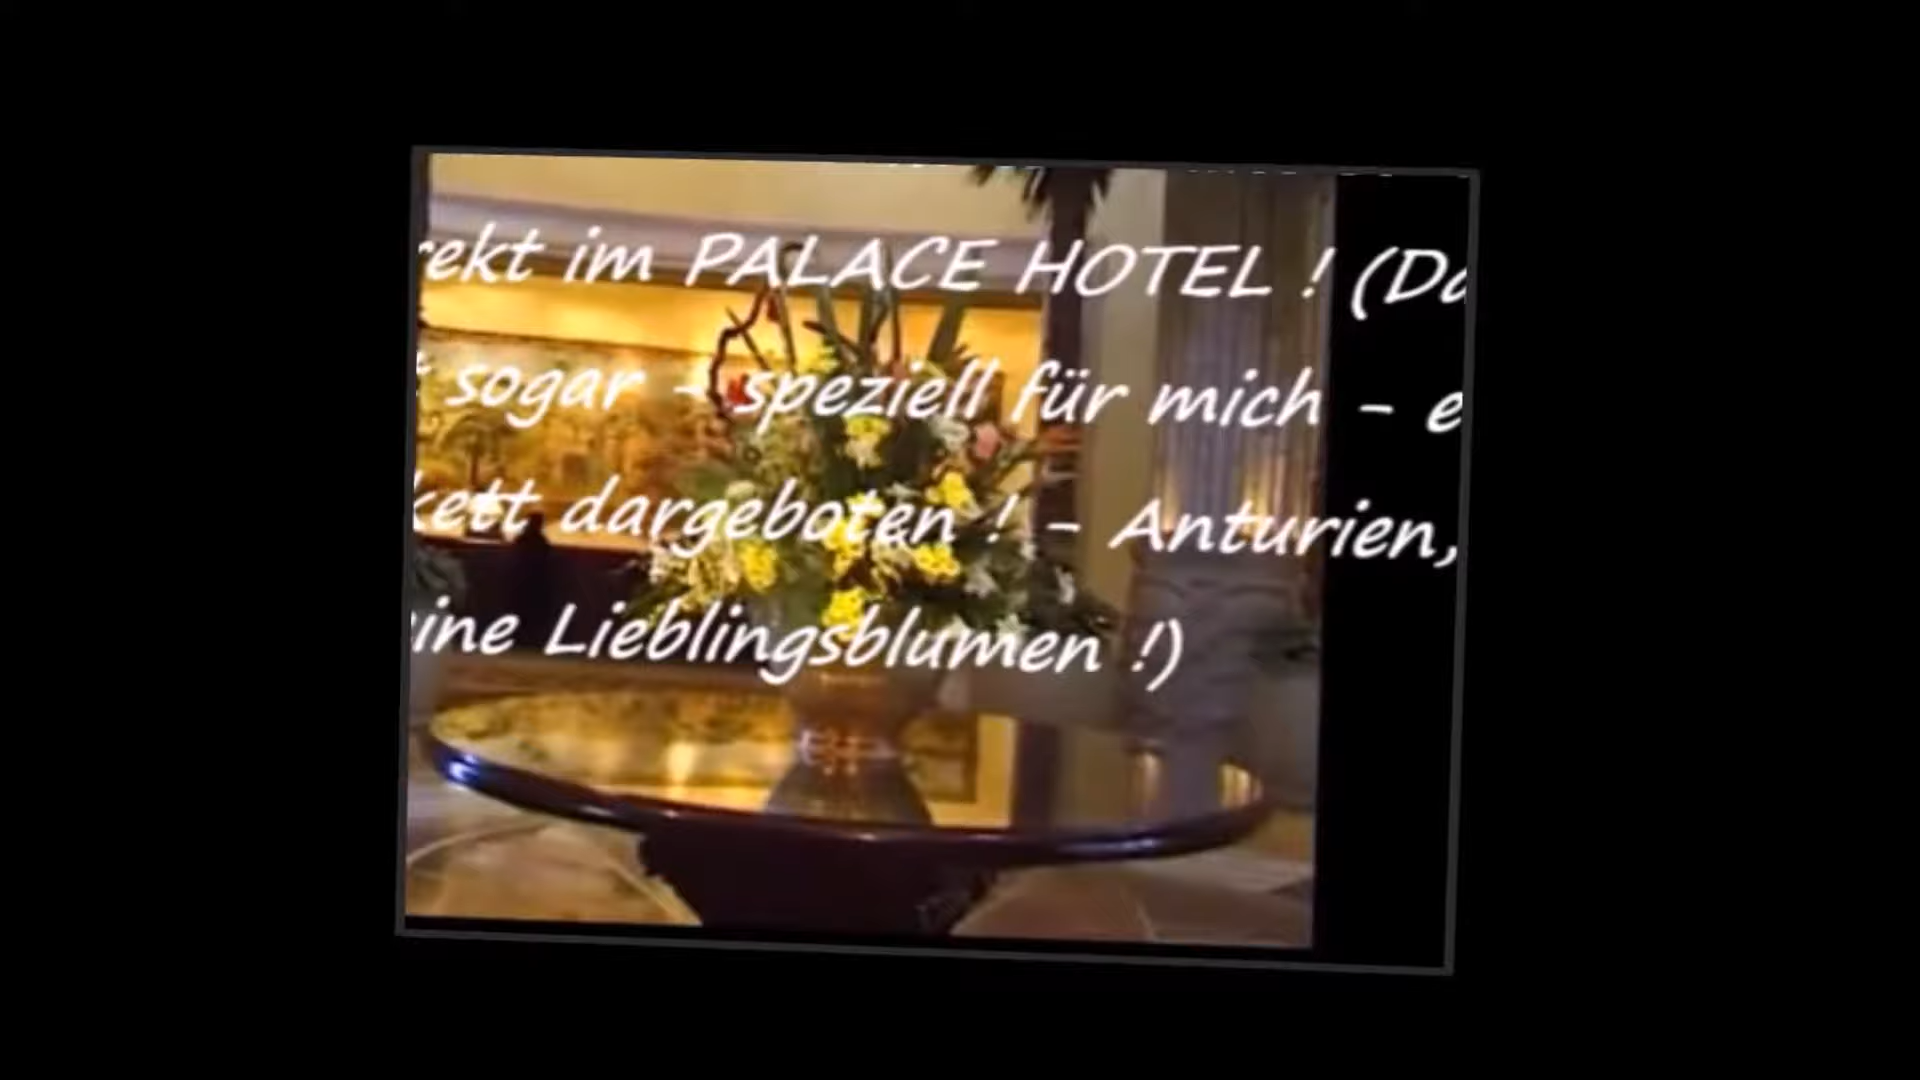 rekt im PALACE HOTEL ! (Da
sogar - speziell für mich - e
kett dargeboten ! - Anturien,
ine Lieblingsblumen !)